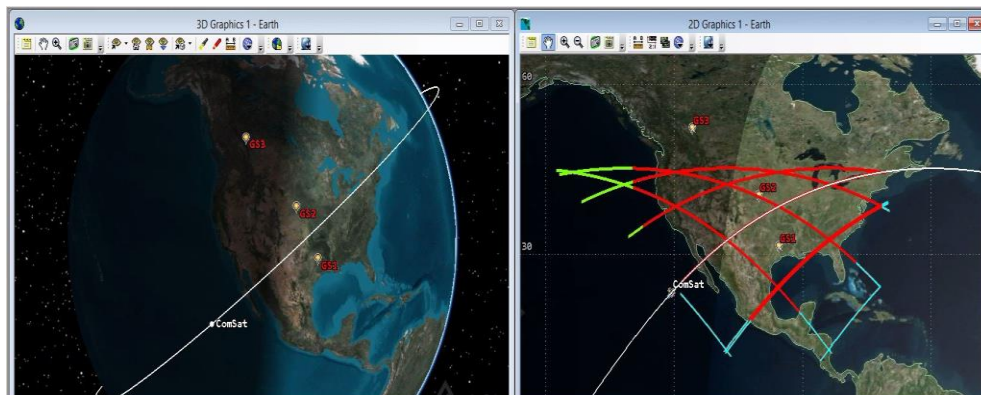 3D Graphics 1 - Earth
GS3
GS2
GS1
ComSat
2D Graphics 1 - Earth
60
GS3
GS2
GS1
30
ComSat